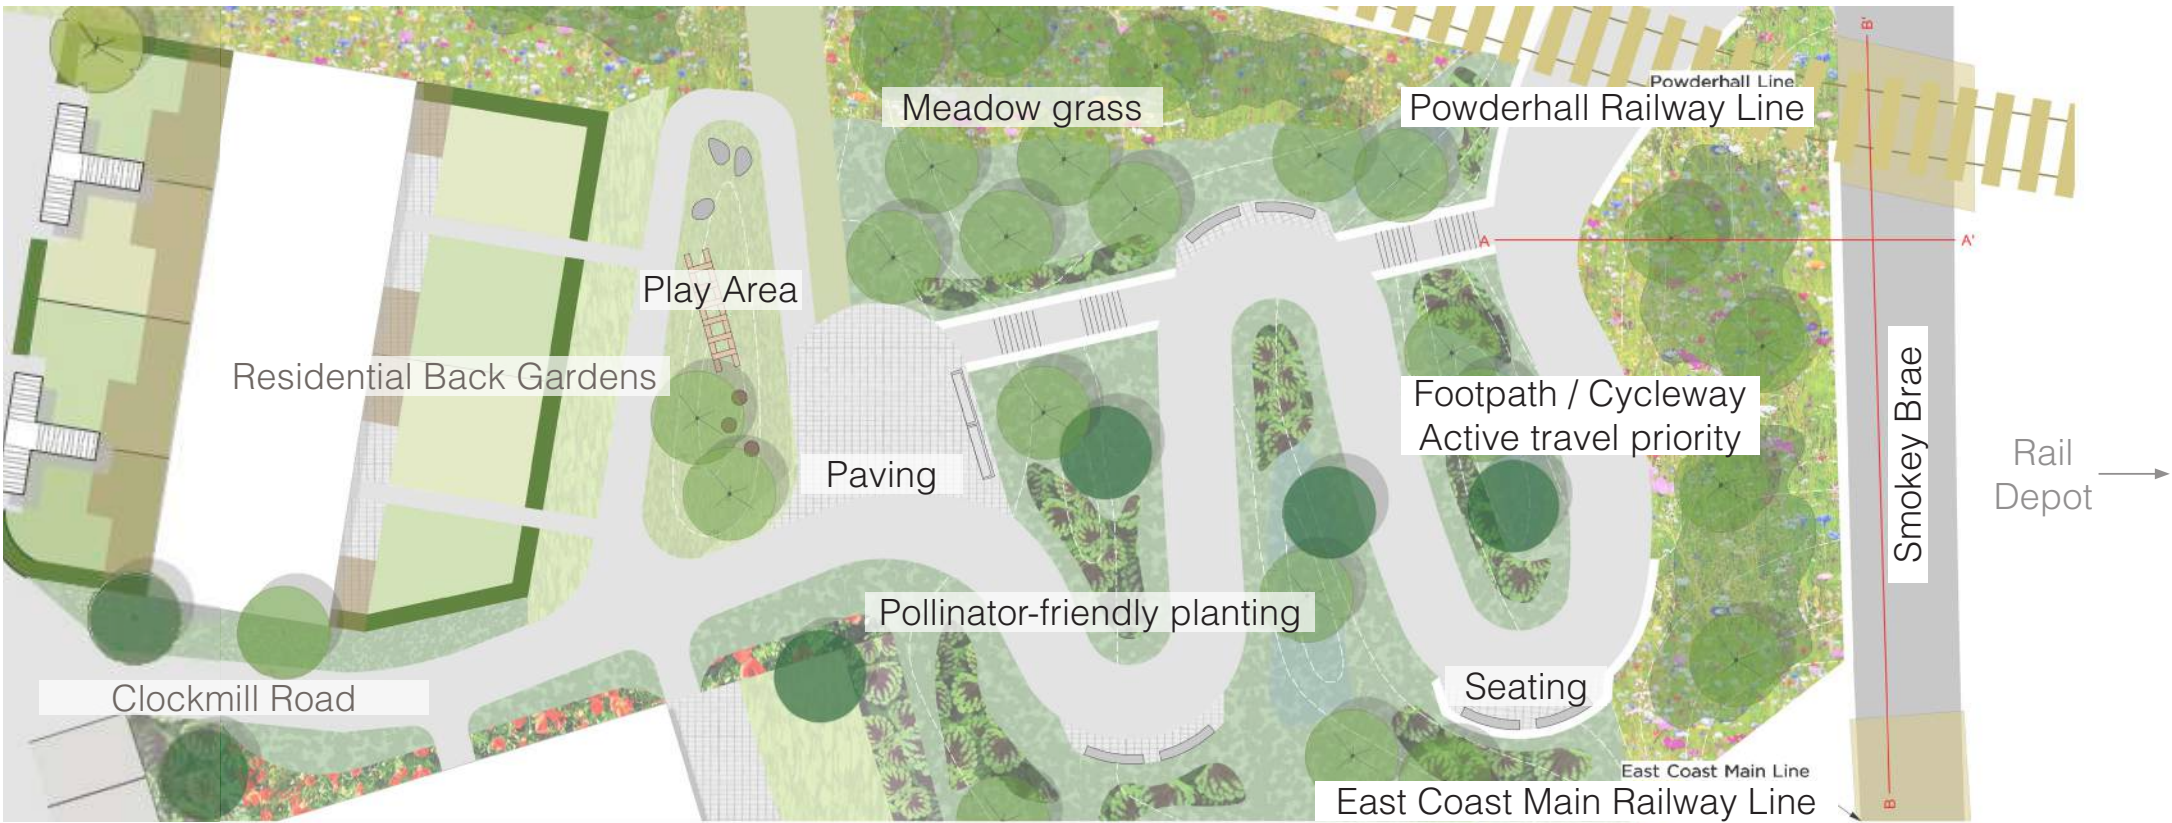 B'
Powderhall Line
Meadow grass
Powderhall Railway Line
A
A'
Play Area
Residential Back Gardens
Footpath / Cycleway
Active travel priority
Smokey Brae
Rail
Depot
Paving
Pollinator-friendly planting
Clockmill Road
Seating
East Coast Main Line
East Coast Main Railway Line
B